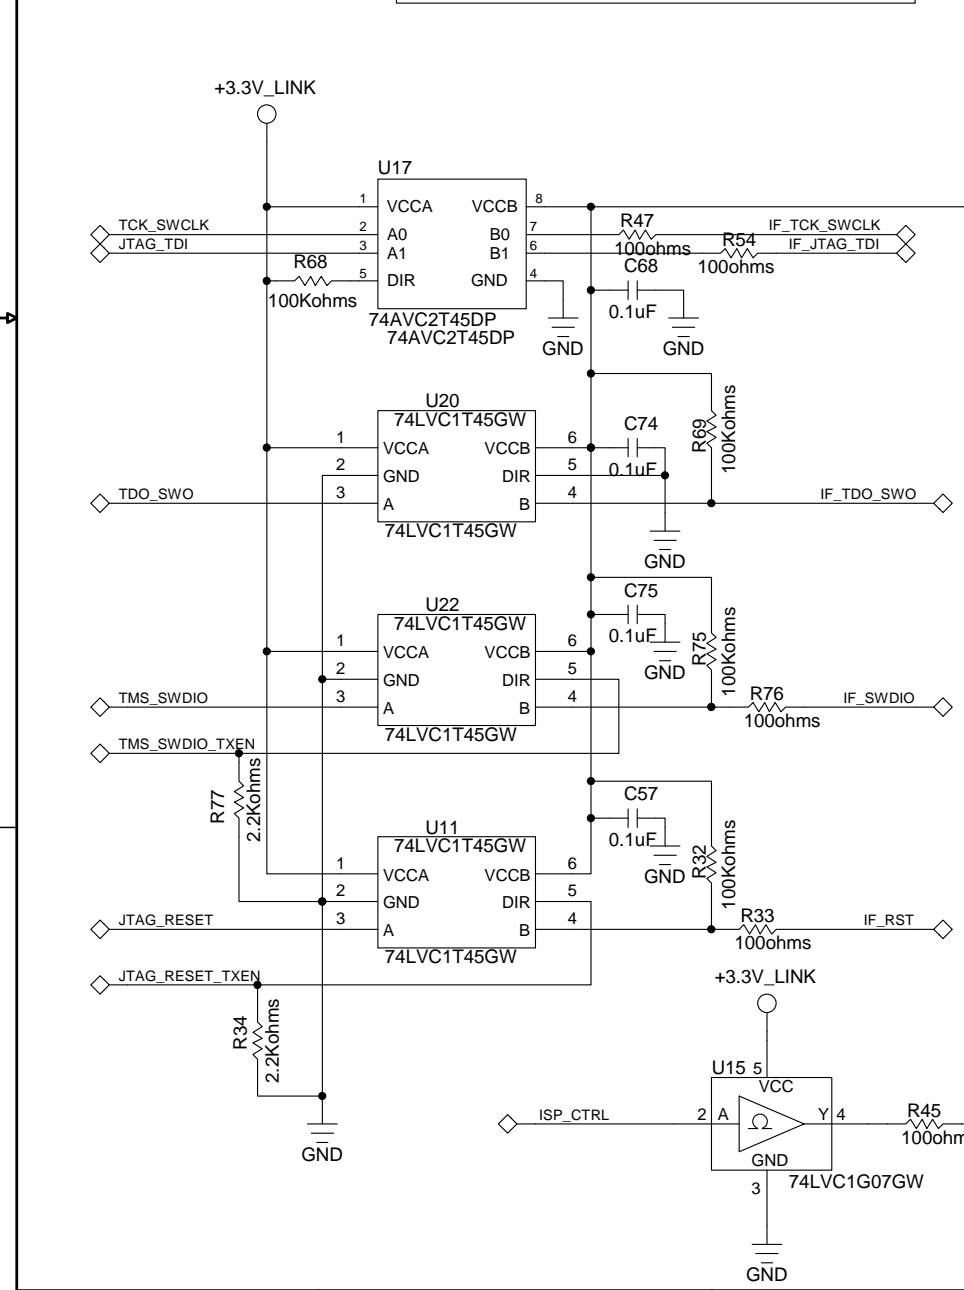 +3.3V_LINK
U17
1 VCCA VCCB 8
TCK_SWCLK 2 A0 B0 7 R47 IF_TCK_SWCLK
100ohms
JTAG_TDI 3 A1 B1 6 R54 IF_JTAG_TDI
100ohms
R68 5 DIR GND 4 C68
100Kohms 0.1uF
74AVC2T45DP
74AVC2T45DP
GND GND
U20
74LVC1T45GW
1 VCCA VCCB 6 C74 R69 100Kohms
2 GND DIR 5 0.1uF
TDO_SWO 3 A B 4 IF_TDO_SWO
74LVC1T45GW
GND
U22
74LVC1T45GW
1 VCCA VCCB 6 C75 R75 100Kohms
0.1uF
2 GND DIR 5 GND
TMS_SWDIO 3 A B 4 R76 IF_SWDIO
100ohms
74LVC1T45GW
TMS_SWDIO_TXEN
R77 2.2Kohms
U11
74LVC1T45GW
C57 R32 100Kohms
0.1uF
1 VCCA VCCB 6 GND
2 GND DIR 5
JTAG_RESET 3 A B 4 R33 IF_RST
100ohms
74LVC1T45GW
JTAG_RESET_TXEN
R34 2.2Kohms
GND
+3.3V_LINK
U15 5
VCC
ISP_CTRL 2 A Ω Y 4 R45
100ohm
GND
3 74LVC1G07GW
GND